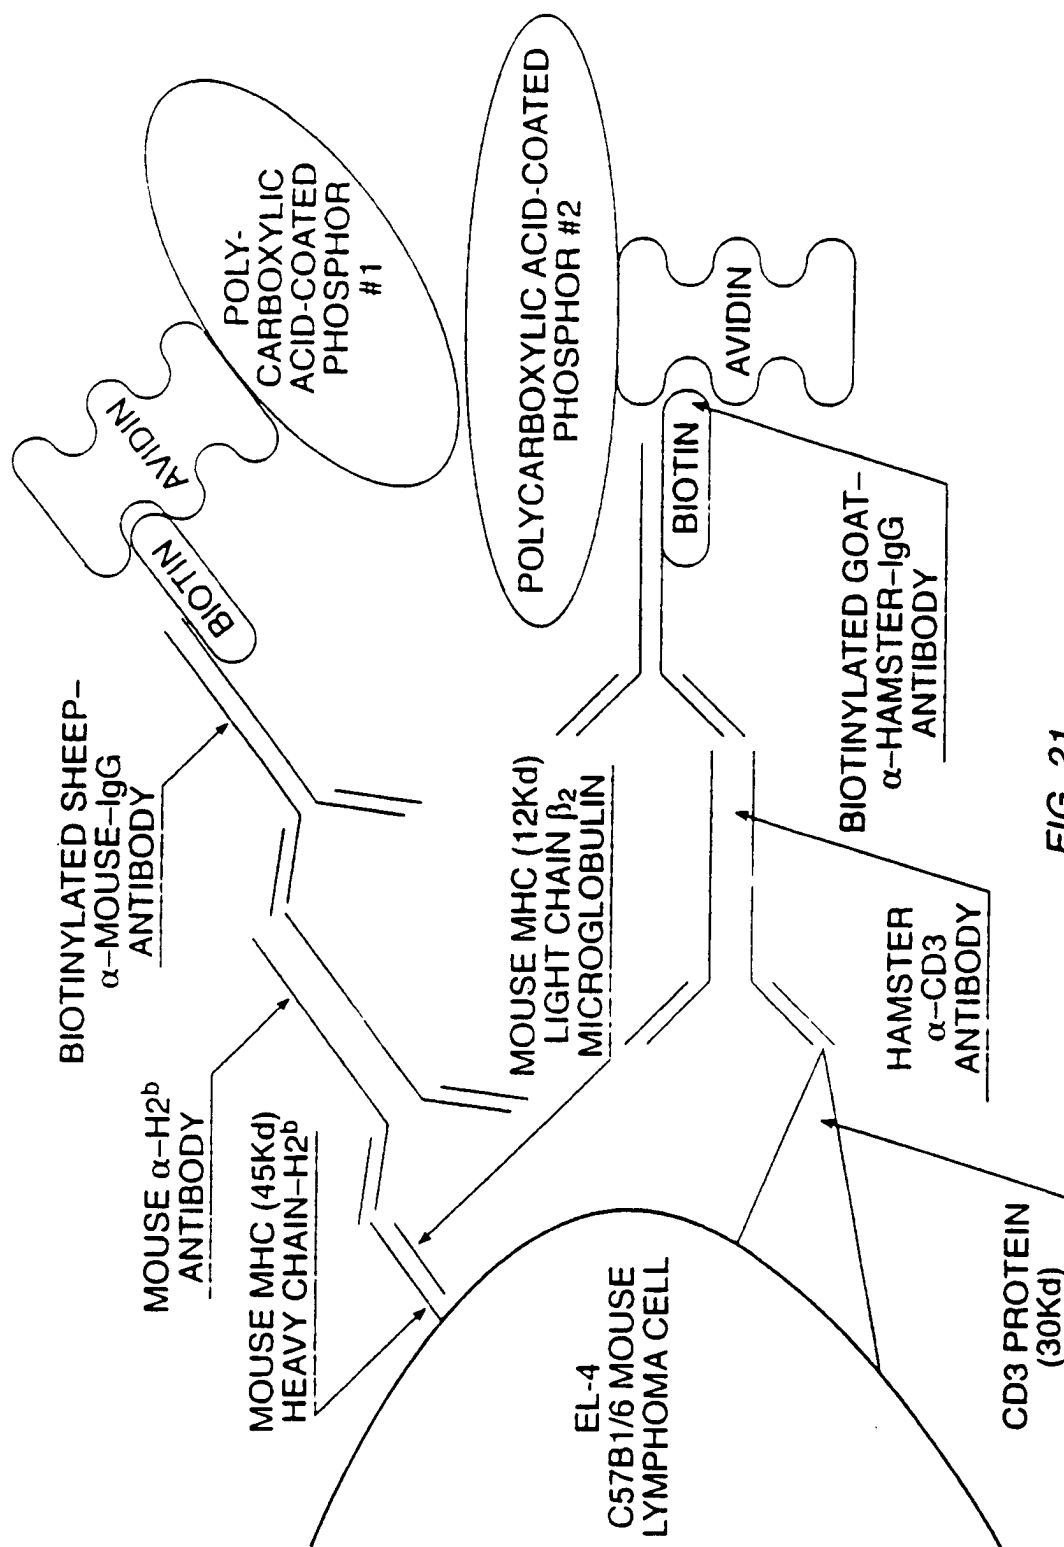 BIOTINYLATED SHEEP–
α–MOUSE–IgG
ANTIBODY
MOUSE α–H2ᵇ
ANTIBODY
MOUSE MHC (45Kd)
HEAVY CHAIN–H2ᵇ
BIOTIN
AVIDIN
POLY-
CARBOXYLIC
ACID-COATED
PHOSPHOR
#1
POLYCARBOXYLIC ACID-COATED
PHOSPHOR #2
MOUSE MHC (12Kd)
LIGHT CHAIN β₂
MICROGLOBULIN
EL-4
C57B1/6 MOUSE
LYMPHOMA CELL
BIOTIN
AVIDIN
BIOTINYLATED GOAT–
α–HAMSTER–IgG
ANTIBODY
HAMSTER
α–CD3
ANTIBODY
CD3 PROTEIN
(30Kd)
FIG. 21